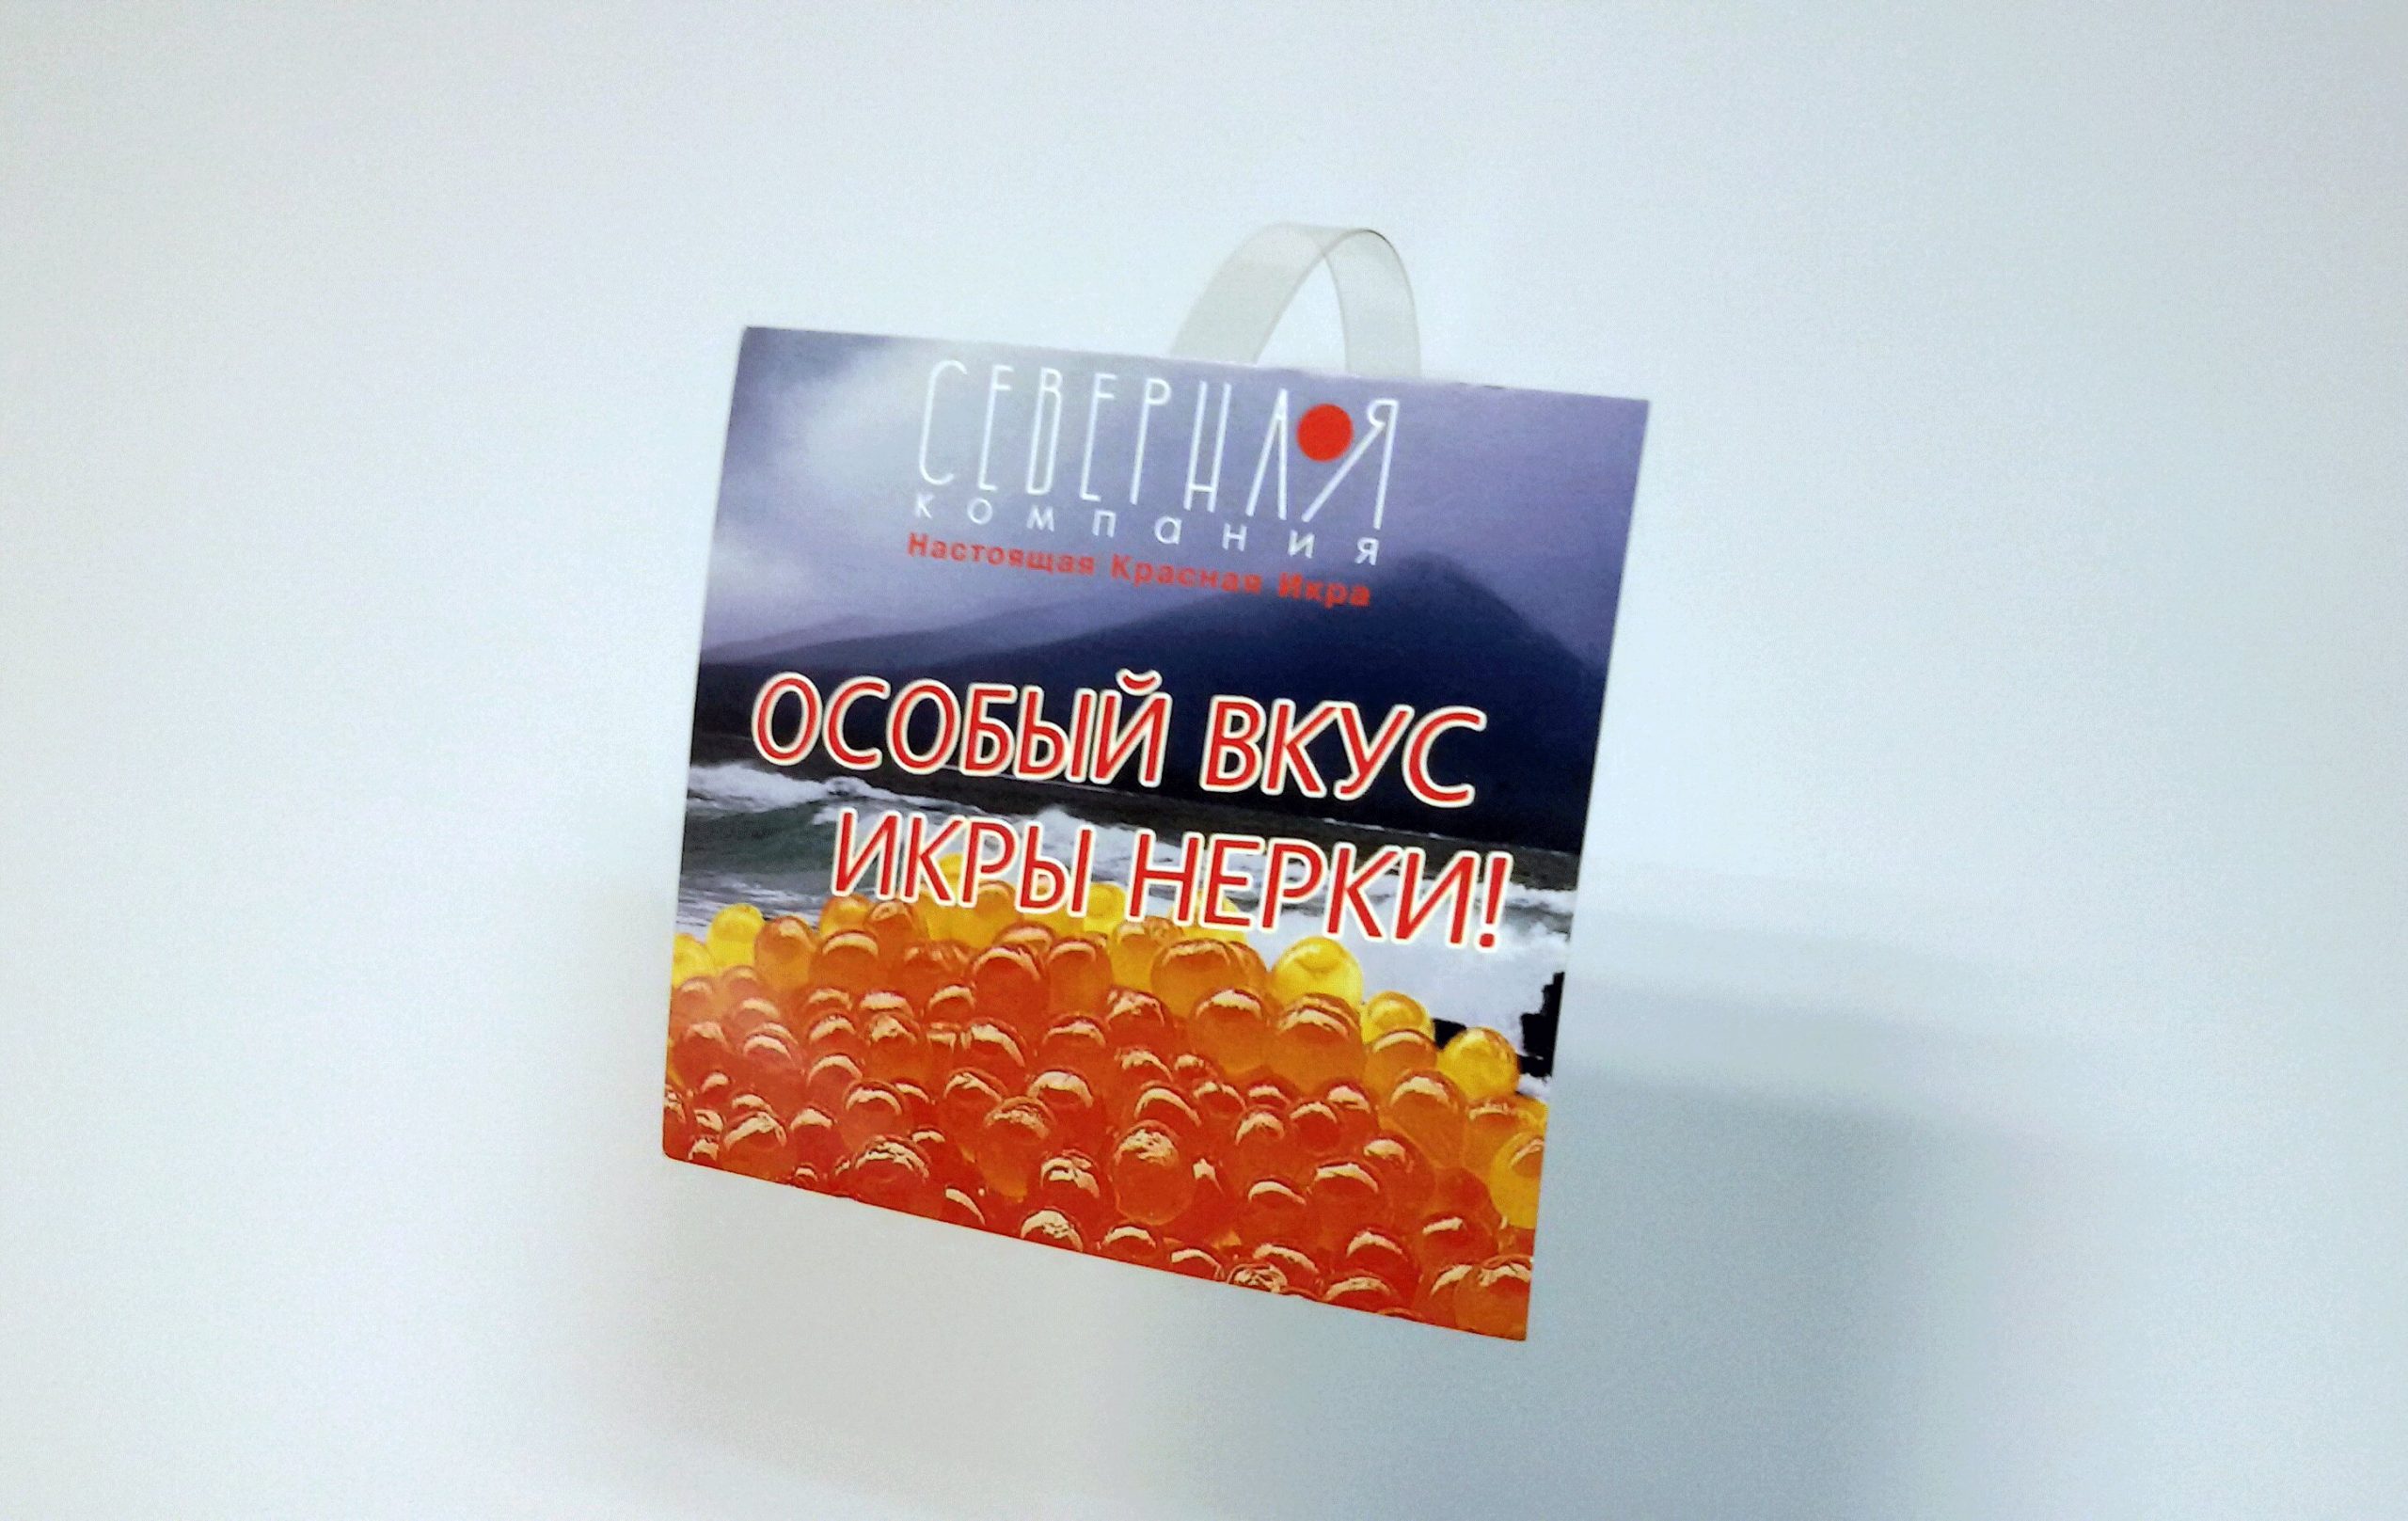 СЕВЕРНАЯ
компания
Настоящая Красная Икра
ОСОБЫЙ ВКУС
ИКРЫ НЕРКИ!